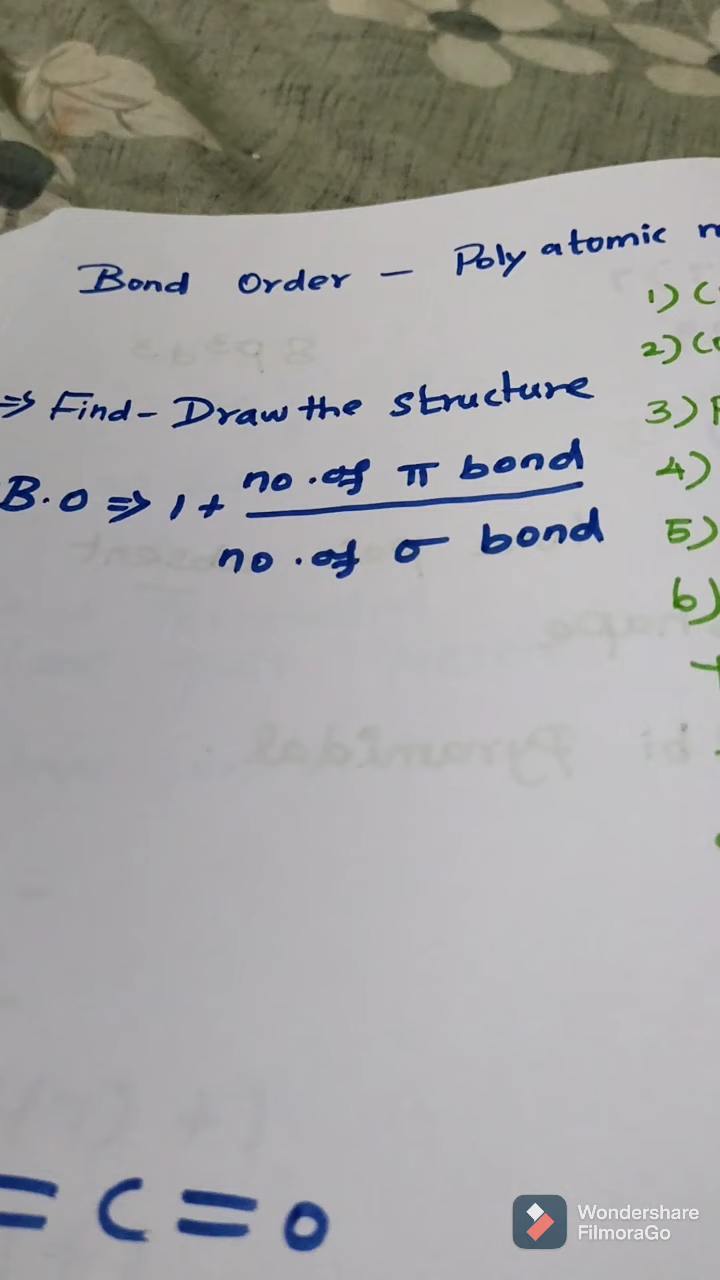 Bond Order - Poly atomic
1) C
2) C
⇒ Find - Draw the structure
3)
B.O ⇒ 1 + no. of π bond
no. of σ bond
4)
5)
6)
= C = O
Wondershare
FilmoraGo